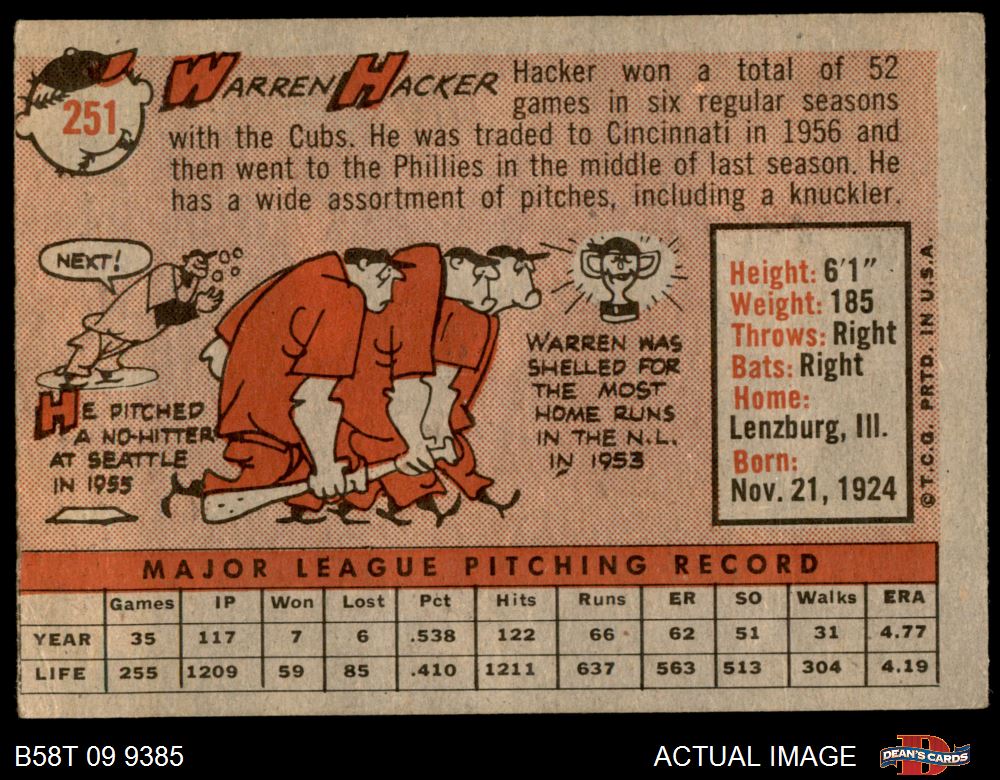 251
WARREN HACKER
Hacker won a total of 52
games in six regular seasons
with the Cubs. He was traded to Cincinnati in 1956 and
then went to the Phillies in the middle of last season. He
has a wide assortment of pitches, including a knuckler.
NEXT!
HE PITCHED
A NO-HITTER
AT SEATTLE
IN 1955
WARREN WAS
SHELLED FOR
THE MOST
HOME RUNS
IN THE N.L.
IN 1953
Height: 6'1"
Weight: 185
Throws: Right
Bats: Right
Home:
Lenzburg, Ill.
Born:
Nov. 21, 1924
© T.C.G. PRTD. IN U.S.A.
MAJOR LEAGUE PITCHING RECORD
Games IP Won Lost Pct Hits Runs ER SO Walks ERA
YEAR 35 117 7 6 .538 122 66 62 51 31 4.77
LIFE 255 1209 59 85 .410 1211 637 563 513 304 4.19
B58T 09 9385
ACTUAL IMAGE
DEAN'S CARDS